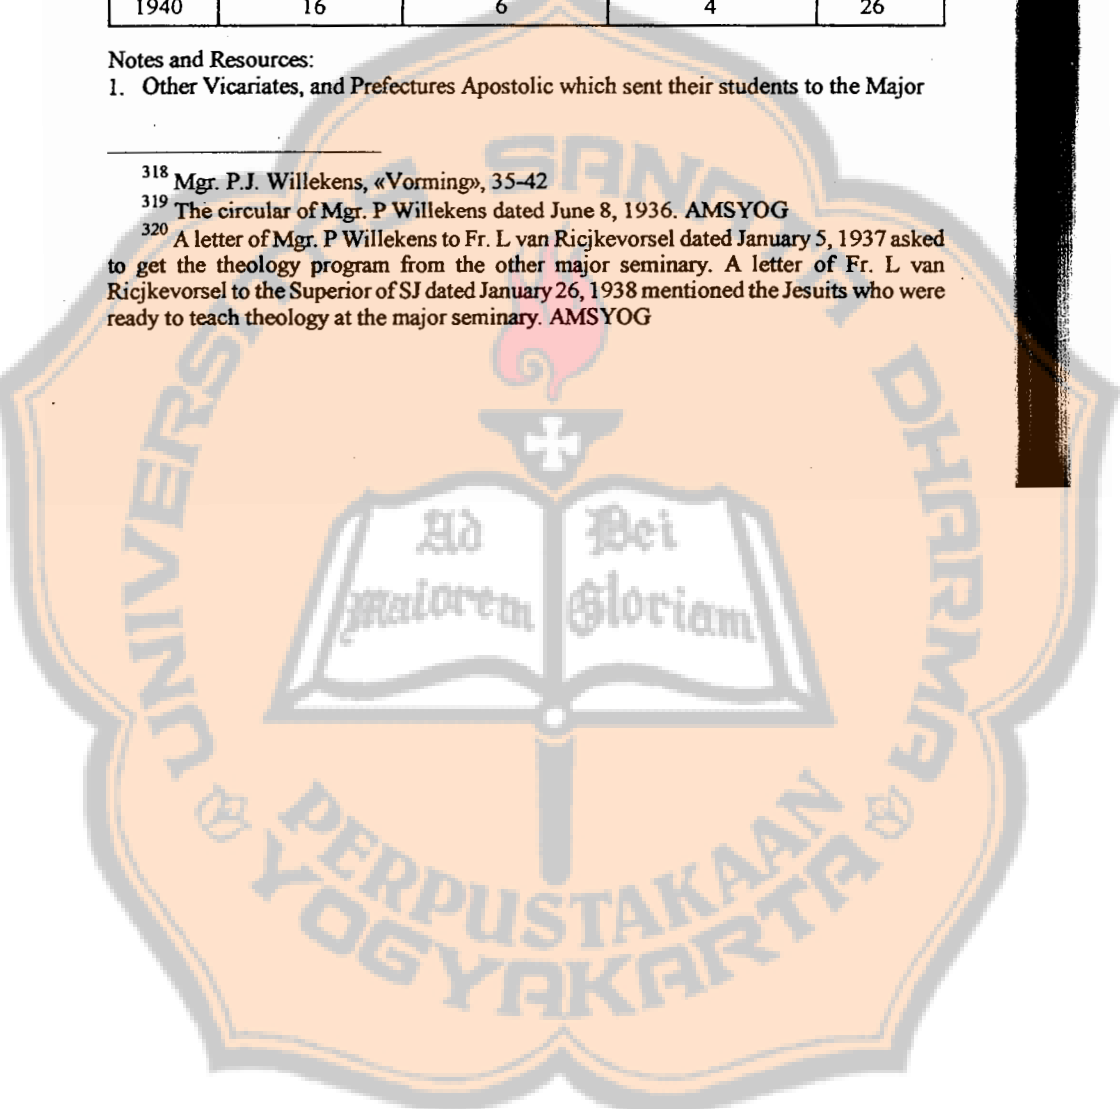 1940 16 6 4 26
Notes and Resources:
1. Other Vicariates, and Prefectures Apostolic which sent their students to the Major
318 Mgr. P.J. Willekens, «Vorming», 35-42
319 The circular of Mgr. P Willekens dated June 8, 1936. AMSYOG
320 A letter of Mgr. P Willekens to Fr. L van Ricjkevorsel dated January 5, 1937 asked
to get the theology program from the other major seminary. A letter of Fr. L van
Ricjkevorsel to the Superior of SJ dated January 26, 1938 mentioned the Jesuits who were
ready to teach theology at the major seminary. AMSYOG
UNIVERSITAS SANATA DHARMA
Ad Dei
maiorem Gloriam
PERPUSTAKAAN
YOGYAKARTA